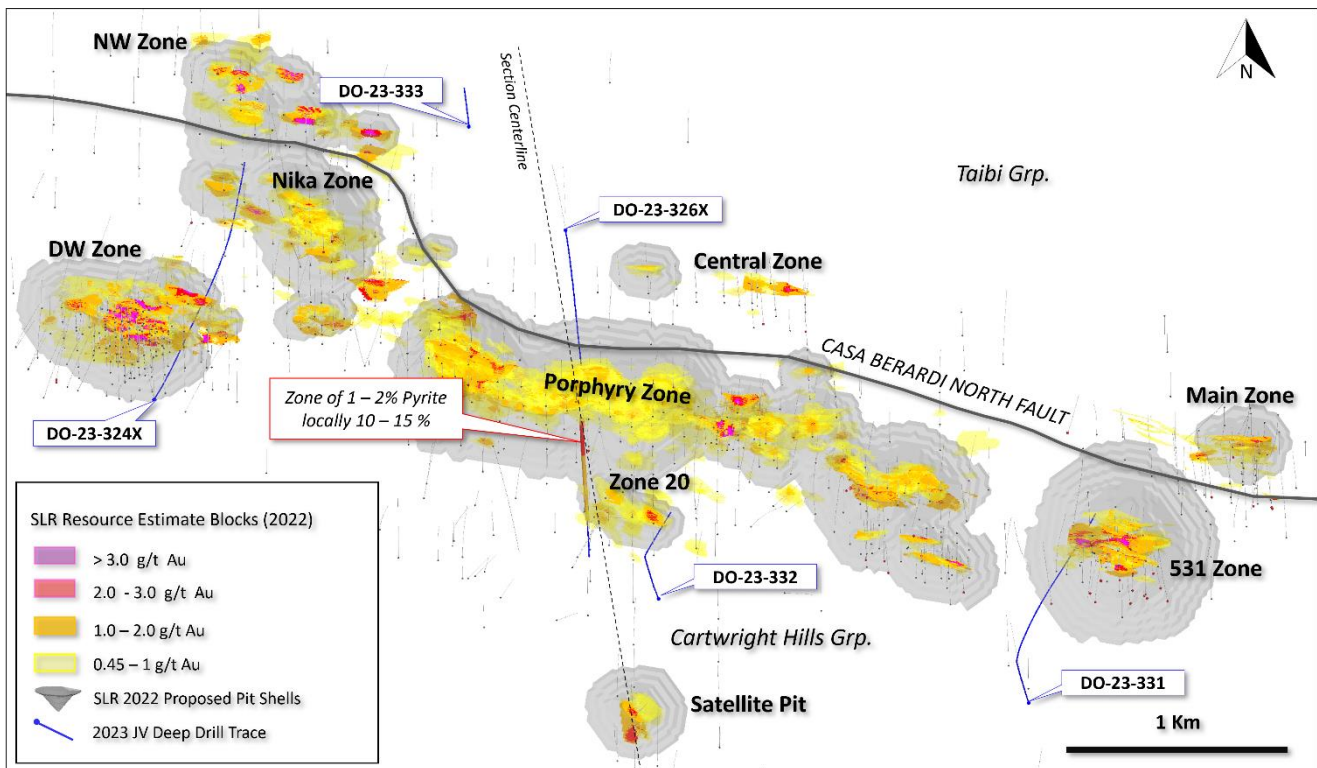 NW Zone
DO-23-333
Section Centerline
N
Nika Zone
Taibi Grp.
DO-23-326X
DW Zone
Central Zone
CASA BERARDI NORTH FAULT
Porphyry Zone
Zone of 1 – 2% Pyrite
locally 10 – 15 %
Main Zone
DO-23-324X
Zone 20
SLR Resource Estimate Blocks (2022)
> 3.0 g/t Au
2.0 - 3.0 g/t Au
1.0 – 2.0 g/t Au
0.45 – 1 g/t Au
SLR 2022 Proposed Pit Shells
2023 JV Deep Drill Trace
DO-23-332
531 Zone
Cartwright Hills Grp.
DO-23-331
Satellite Pit
1 Km